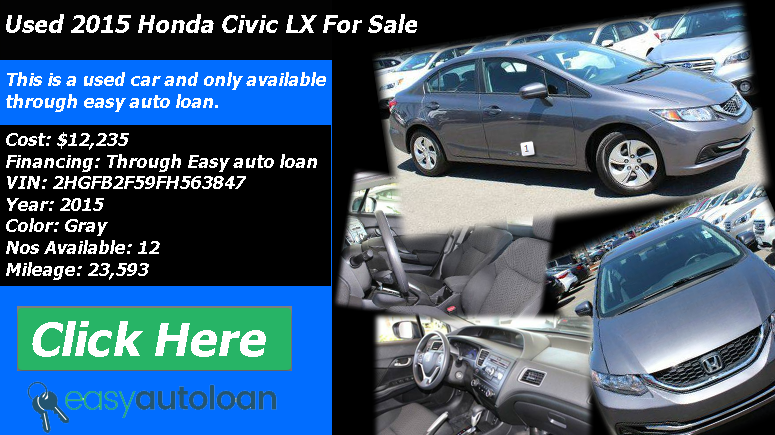 Used 2015 Honda Civic LX For Sale
This is a used car and only available
through easy auto loan.
Cost: $12,235
Financing: Through Easy auto loan
VIN: 2HGFB2F59FH563847
Year: 2015
Color: Gray
Nos Available: 12
Mileage: 23,593
1
Click Here
easyautoloan